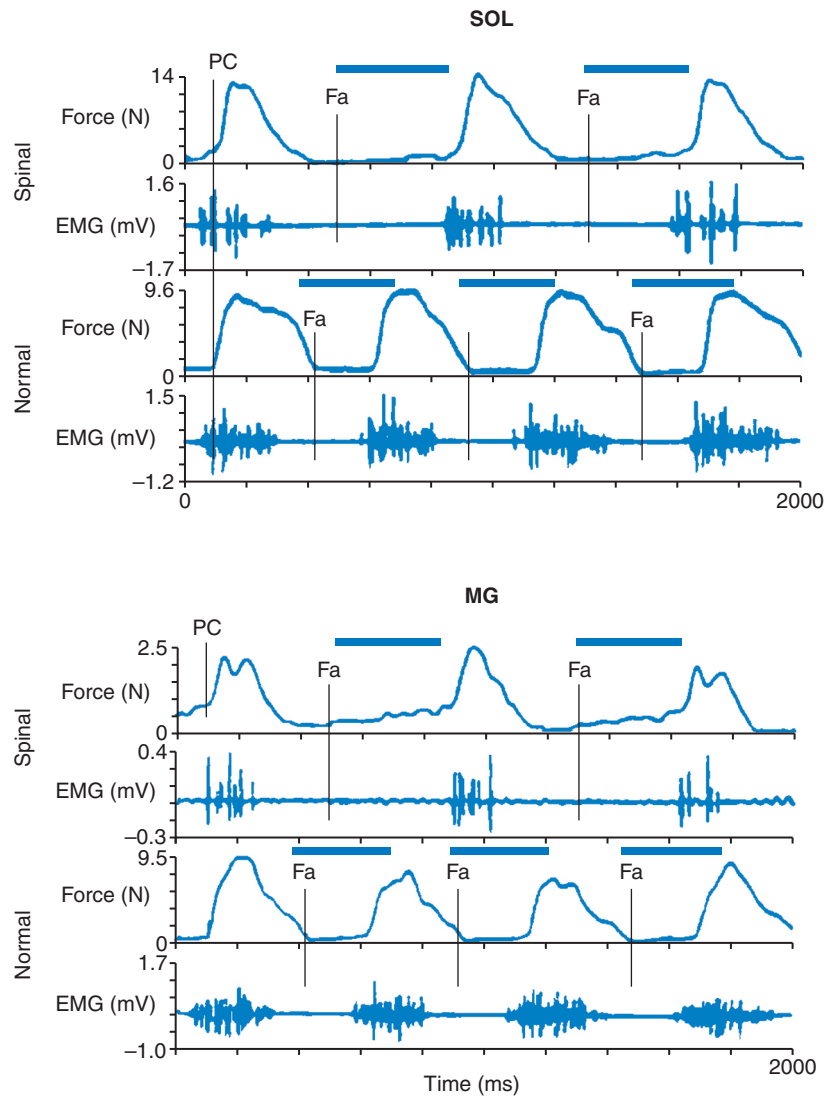 SOL
PC
14
Fa
Fa
Force (N)
0
Spinal
1.6
EMG (mV)
–1.7
9.6
Fa
Fa
Force (N)
0
Normal
1.5
EMG (mV)
–1.2
0 2000
MG
PC
2.5
Fa
Fa
Force (N)
0
Spinal
0.4
EMG (mV)
–0.3
9.5
Fa
Fa
Fa
Force (N)
0
Normal
1.7
EMG (mV)
–1.0
2000
Time (ms)